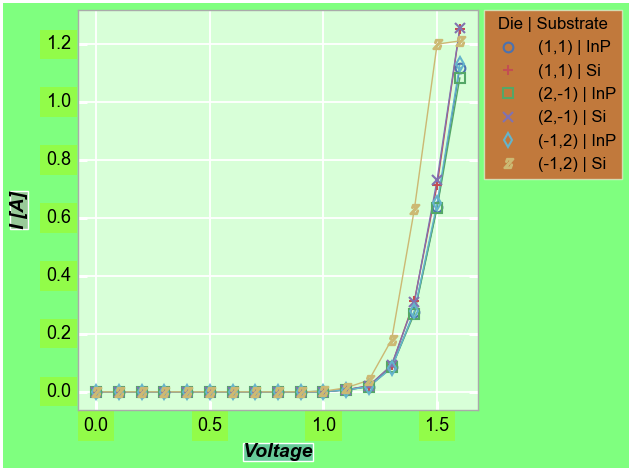 Die | Substrate
(1,1) | InP
(1,1) | Si
(2,-1) | InP
(2,-1) | Si
(-1,2) | InP
(-1,2) | Si
I [A]
1.2
1.0
0.8
0.6
0.4
0.2
0.0
0.0 0.5 1.0 1.5
Voltage